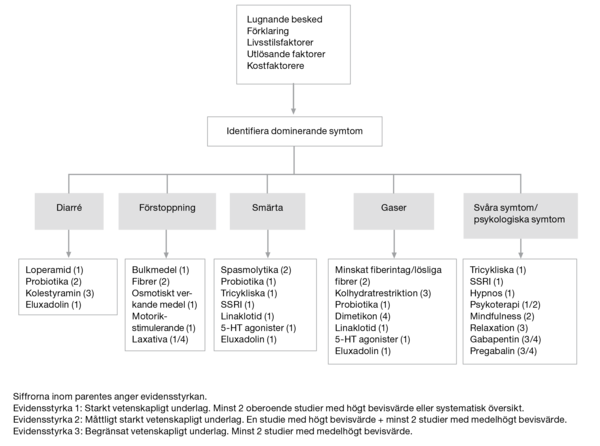 Lugnande besked
Förklaring
Livsstilsfaktorer
Utlösande faktorer
Kostfaktorere
Identifiera dominerande symtom
Diarré
Förstoppning
Smärta
Gaser
Svåra symtom/
psykologiska symtom
Loperamid (1)
Probiotika (2)
Kolestyramin (3)
Eluxadolin (1)
Bulkmedel (1)
Fibrer (2)
Osmotiskt ver-
kande medel (1)
Motorik-
stimulerande (1)
Laxativa (1/4)
Spasmolytika (2)
Probiotika (1)
Tricykliska (1)
SSRI (1)
Linaklotid (1)
5-HT agonister (1)
Eluxadolin (1)
Minskat fiberintag/lösliga
fibrer (2)
Kolhydratrestriktion (3)
Probiotika (1)
Dimetikon (4)
Linaklotid (1)
5-HT agonister (1)
Eluxadolin (1)
Tricykliska (1)
SSRI (1)
Hypnos (1)
Psykoterapi (1/2)
Mindfulness (2)
Relaxation (3)
Gabapentin (3/4)
Pregabalin (3/4)
Siffrorna inom parentes anger evidensstyrkan.
Evidensstyrka 1: Starkt vetenskapligt underlag. Minst 2 oberoende studier med högt bevisvärde eller systematisk översikt.
Evidensstyrka 2: Måttligt starkt vetenskapligt underlag. En studie med högt bevisvärde + minst 2 studier med medelhögt bevisvärde.
Evidensstyrka 3: Begränsat vetenskapligt underlag. Minst 2 studier med medelhögt bevisvärde.